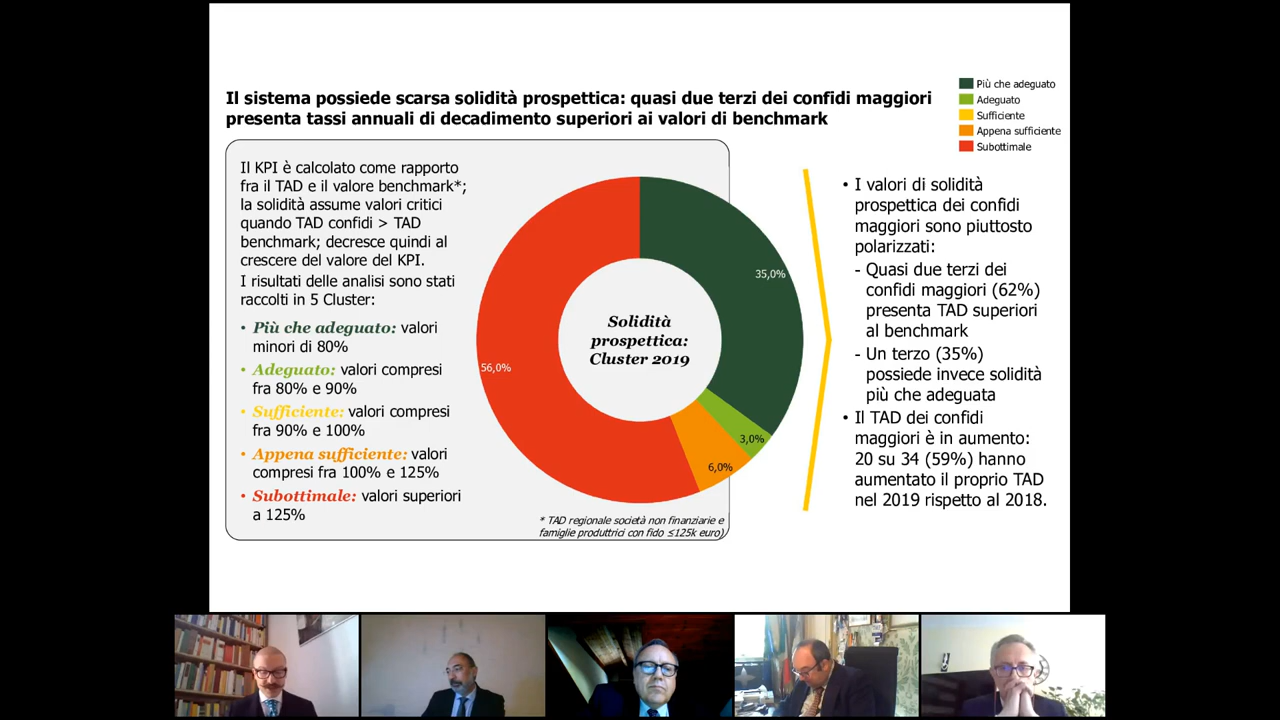 Il sistema possiede scarsa solidità prospettica: quasi due terzi dei confidi maggiori
presenta tassi annuali di decadimento superiori ai valori di benchmark
Più che adeguato
Adeguato
Sufficiente
Appena sufficiente
Subottimale
Il KPI è calcolato come rapporto
fra il TAD e il valore benchmark*;
la solidità assume valori critici
quando TAD confidi > TAD
benchmark; decresce quindi al
crescere del valore del KPI.
I risultati delle analisi sono stati
raccolti in 5 Cluster:
• Più che adeguato: valori
minori di 80%
• Adeguato: valori compresi
fra 80% e 90%
• Sufficiente: valori compresi
fra 90% e 100%
• Appena sufficiente: valori
compresi fra 100% e 125%
• Subottimale: valori superiori
a 125%
35,0%
56,0%
3,0%
6,0%
Solidità
prospettica:
Cluster 2019
* TAD regionale società non finanziarie e
famiglie produttrici con fido ≤125k euro)
• I valori di solidità
prospettica dei confidi
maggiori sono piuttosto
polarizzati:
- Quasi due terzi dei
confidi maggiori (62%)
presenta TAD superiori
al benchmark
- Un terzo (35%)
possiede invece solidità
più che adeguata
• Il TAD dei confidi
maggiori è in aumento:
20 su 34 (59%) hanno
aumentato il proprio TAD
nel 2019 rispetto al 2018.